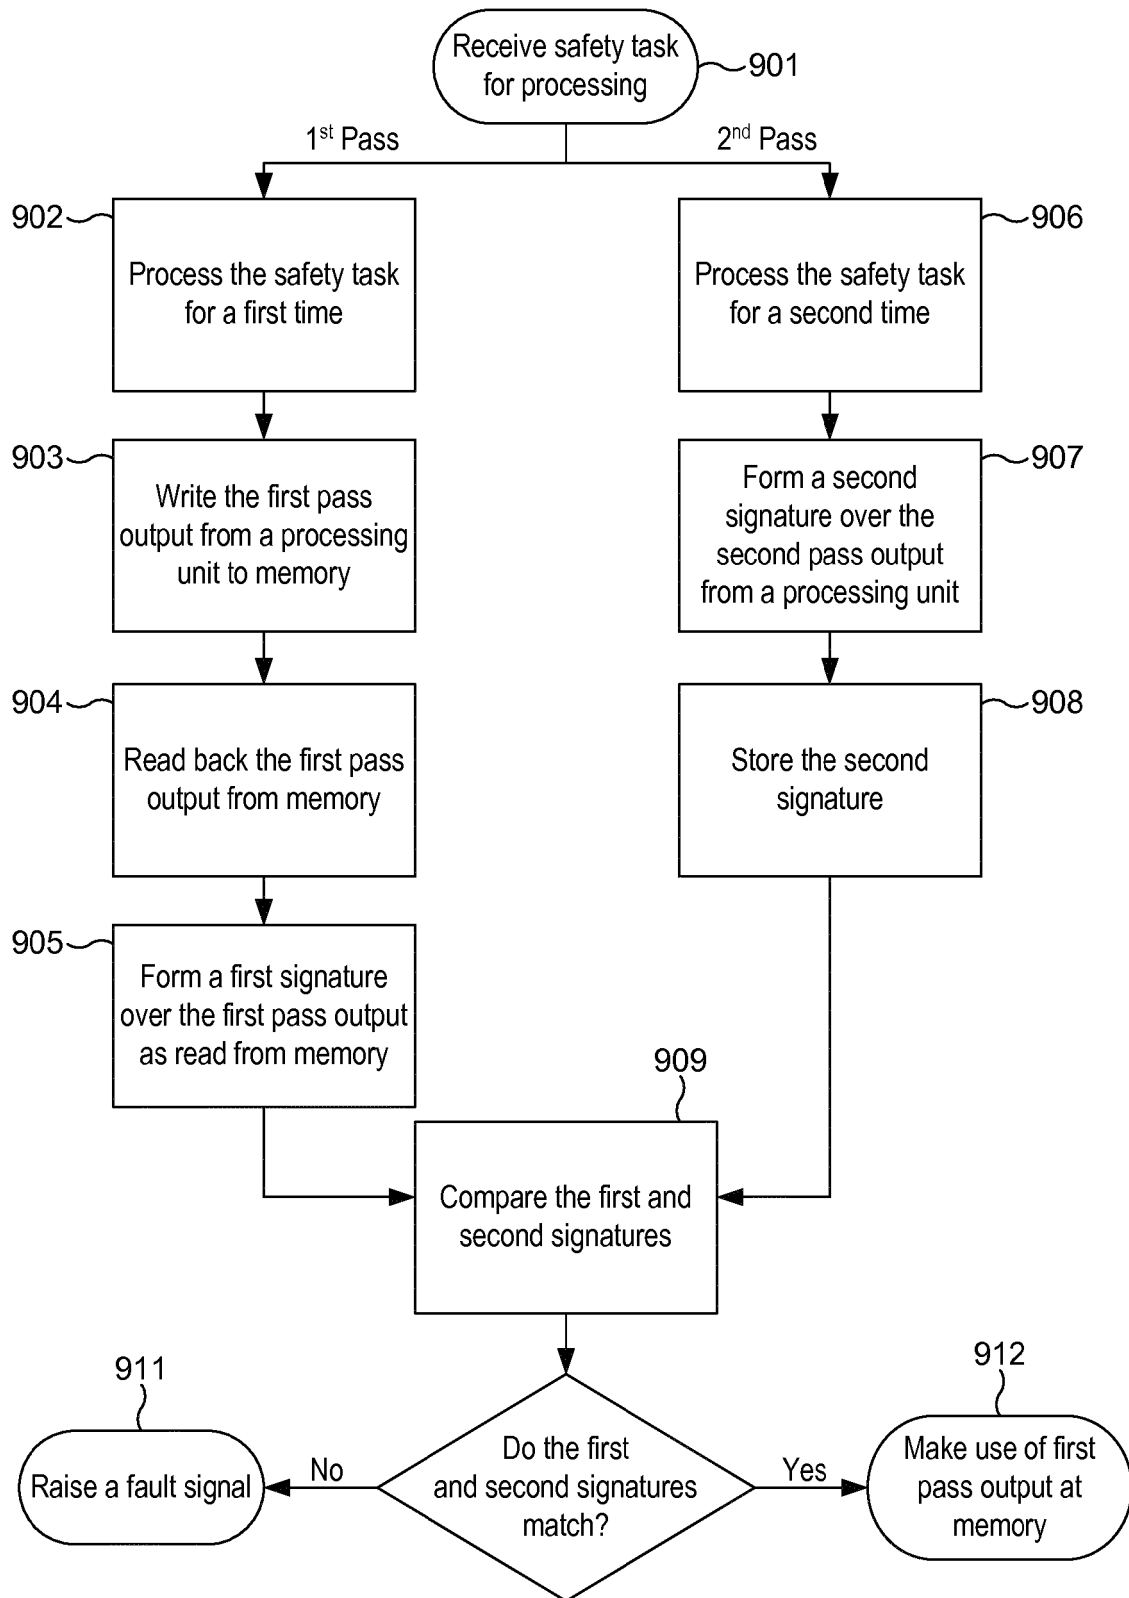 Receive safety task
for processing
901
1st Pass
2nd Pass
902
Process the safety task
for a first time
906
Process the safety task
for a second time
903
Write the first pass
output from a processing
unit to memory
907
Form a second
signature over the
second pass output
from a processing unit
904
Read back the first pass
output from memory
908
Store the second
signature
905
Form a first signature
over the first pass output
as read from memory
909
Compare the first and
second signatures
911
Raise a fault signal
No
Do the first
and second signatures
match?
Yes
912
Make use of first
pass output at
memory